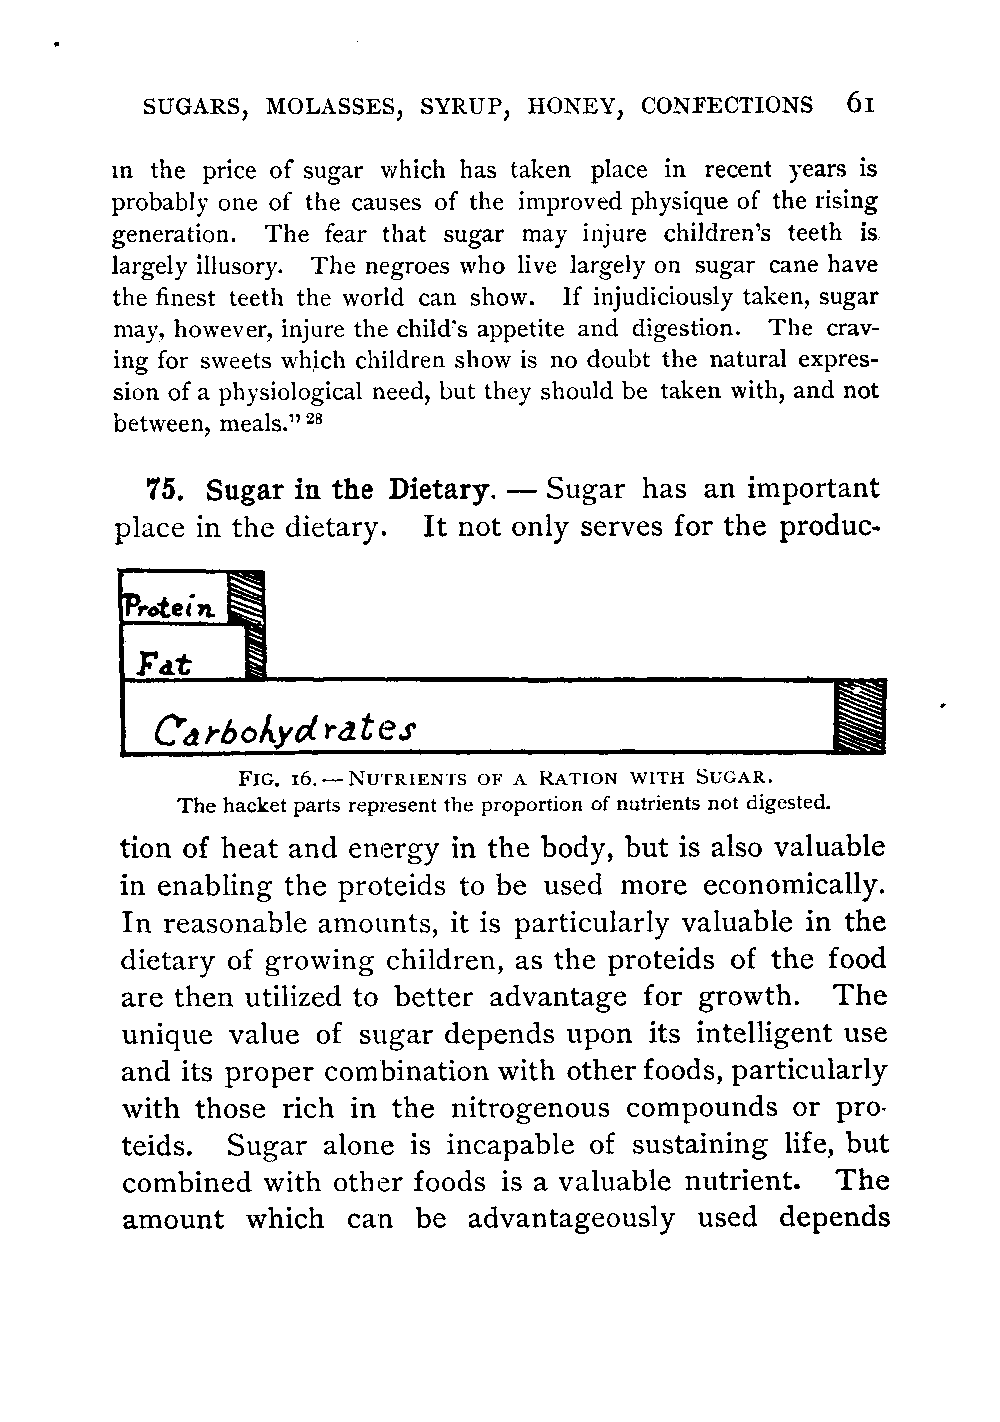 SUGARS, MOLASSES, SYRUP, HONEY, CONFECTIONS 61
in the price of sugar which has taken place in recent years is
probably one of the causes of the improved physique of the rising
generation. The fear that sugar may injure children's teeth is
largely illusory. The negroes who live largely on sugar cane have
the finest teeth the world can show. If injudiciously taken, sugar
may, however, injure the child's appetite and digestion. The crav-
ing for sweets which children show is no doubt the natural expres-
sion of a physiological need, but they should be taken with, and not
between, meals." 28
75. Sugar in the Dietary. — Sugar has an important
place in the dietary. It not only serves for the produc-
Protein
Fat
Carbohydrates
FIG. 16. — NUTRIENTS OF A RATION WITH SUGAR.
The hacket parts represent the proportion of nutrients not digested.
tion of heat and energy in the body, but is also valuable
in enabling the proteids to be used more economically.
In reasonable amounts, it is particularly valuable in the
dietary of growing children, as the proteids of the food
are then utilized to better advantage for growth. The
unique value of sugar depends upon its intelligent use
and its proper combination with other foods, particularly
with those rich in the nitrogenous compounds or pro-
teids. Sugar alone is incapable of sustaining life, but
combined with other foods is a valuable nutrient. The
amount which can be advantageously used depends